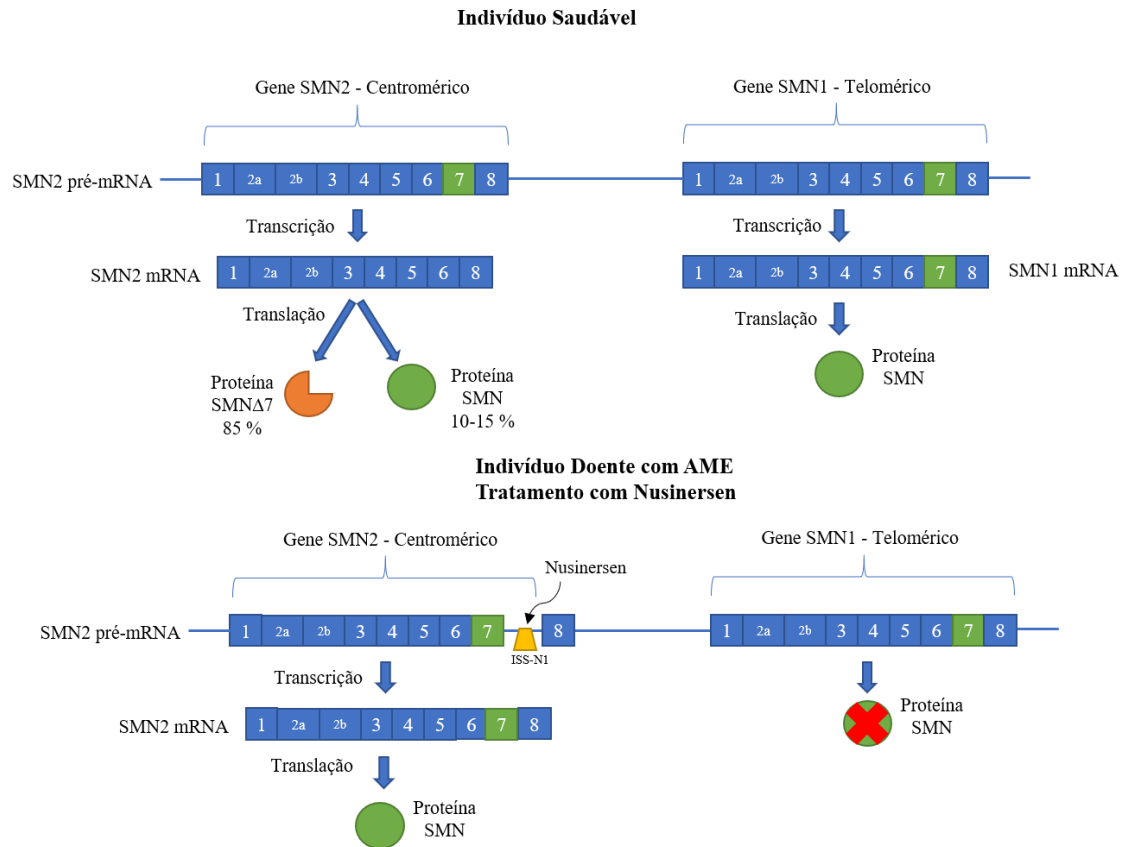 Indivíduo Saudável
Gene SMN2 - Centromérico
Gene SMN1 - Telomérico
SMN2 pré-mRNA
1 2a 2b 3 4 5 6 7 8
1 2a 2b 3 4 5 6 7 8
Transcrição
Transcrição
SMN2 mRNA
1 2a 2b 3 4 5 6 8
1 2a 2b 3 4 5 6 7 8
SMN1 mRNA
Translação
Translação
Proteína
SMNΔ7
85 %
Proteína
SMN
10-15 %
Proteína
SMN
Indivíduo Doente com AME
Tratamento com Nusinersen
Gene SMN2 - Centromérico
Gene SMN1 - Telomérico
Nusinersen
SMN2 pré-mRNA
1 2a 2b 3 4 5 6 7 8
ISS-N1
1 2a 2b 3 4 5 6 7 8
Transcrição
SMN2 mRNA
1 2a 2b 3 4 5 6 7 8
Proteína
SMN
Translação
Proteína
SMN